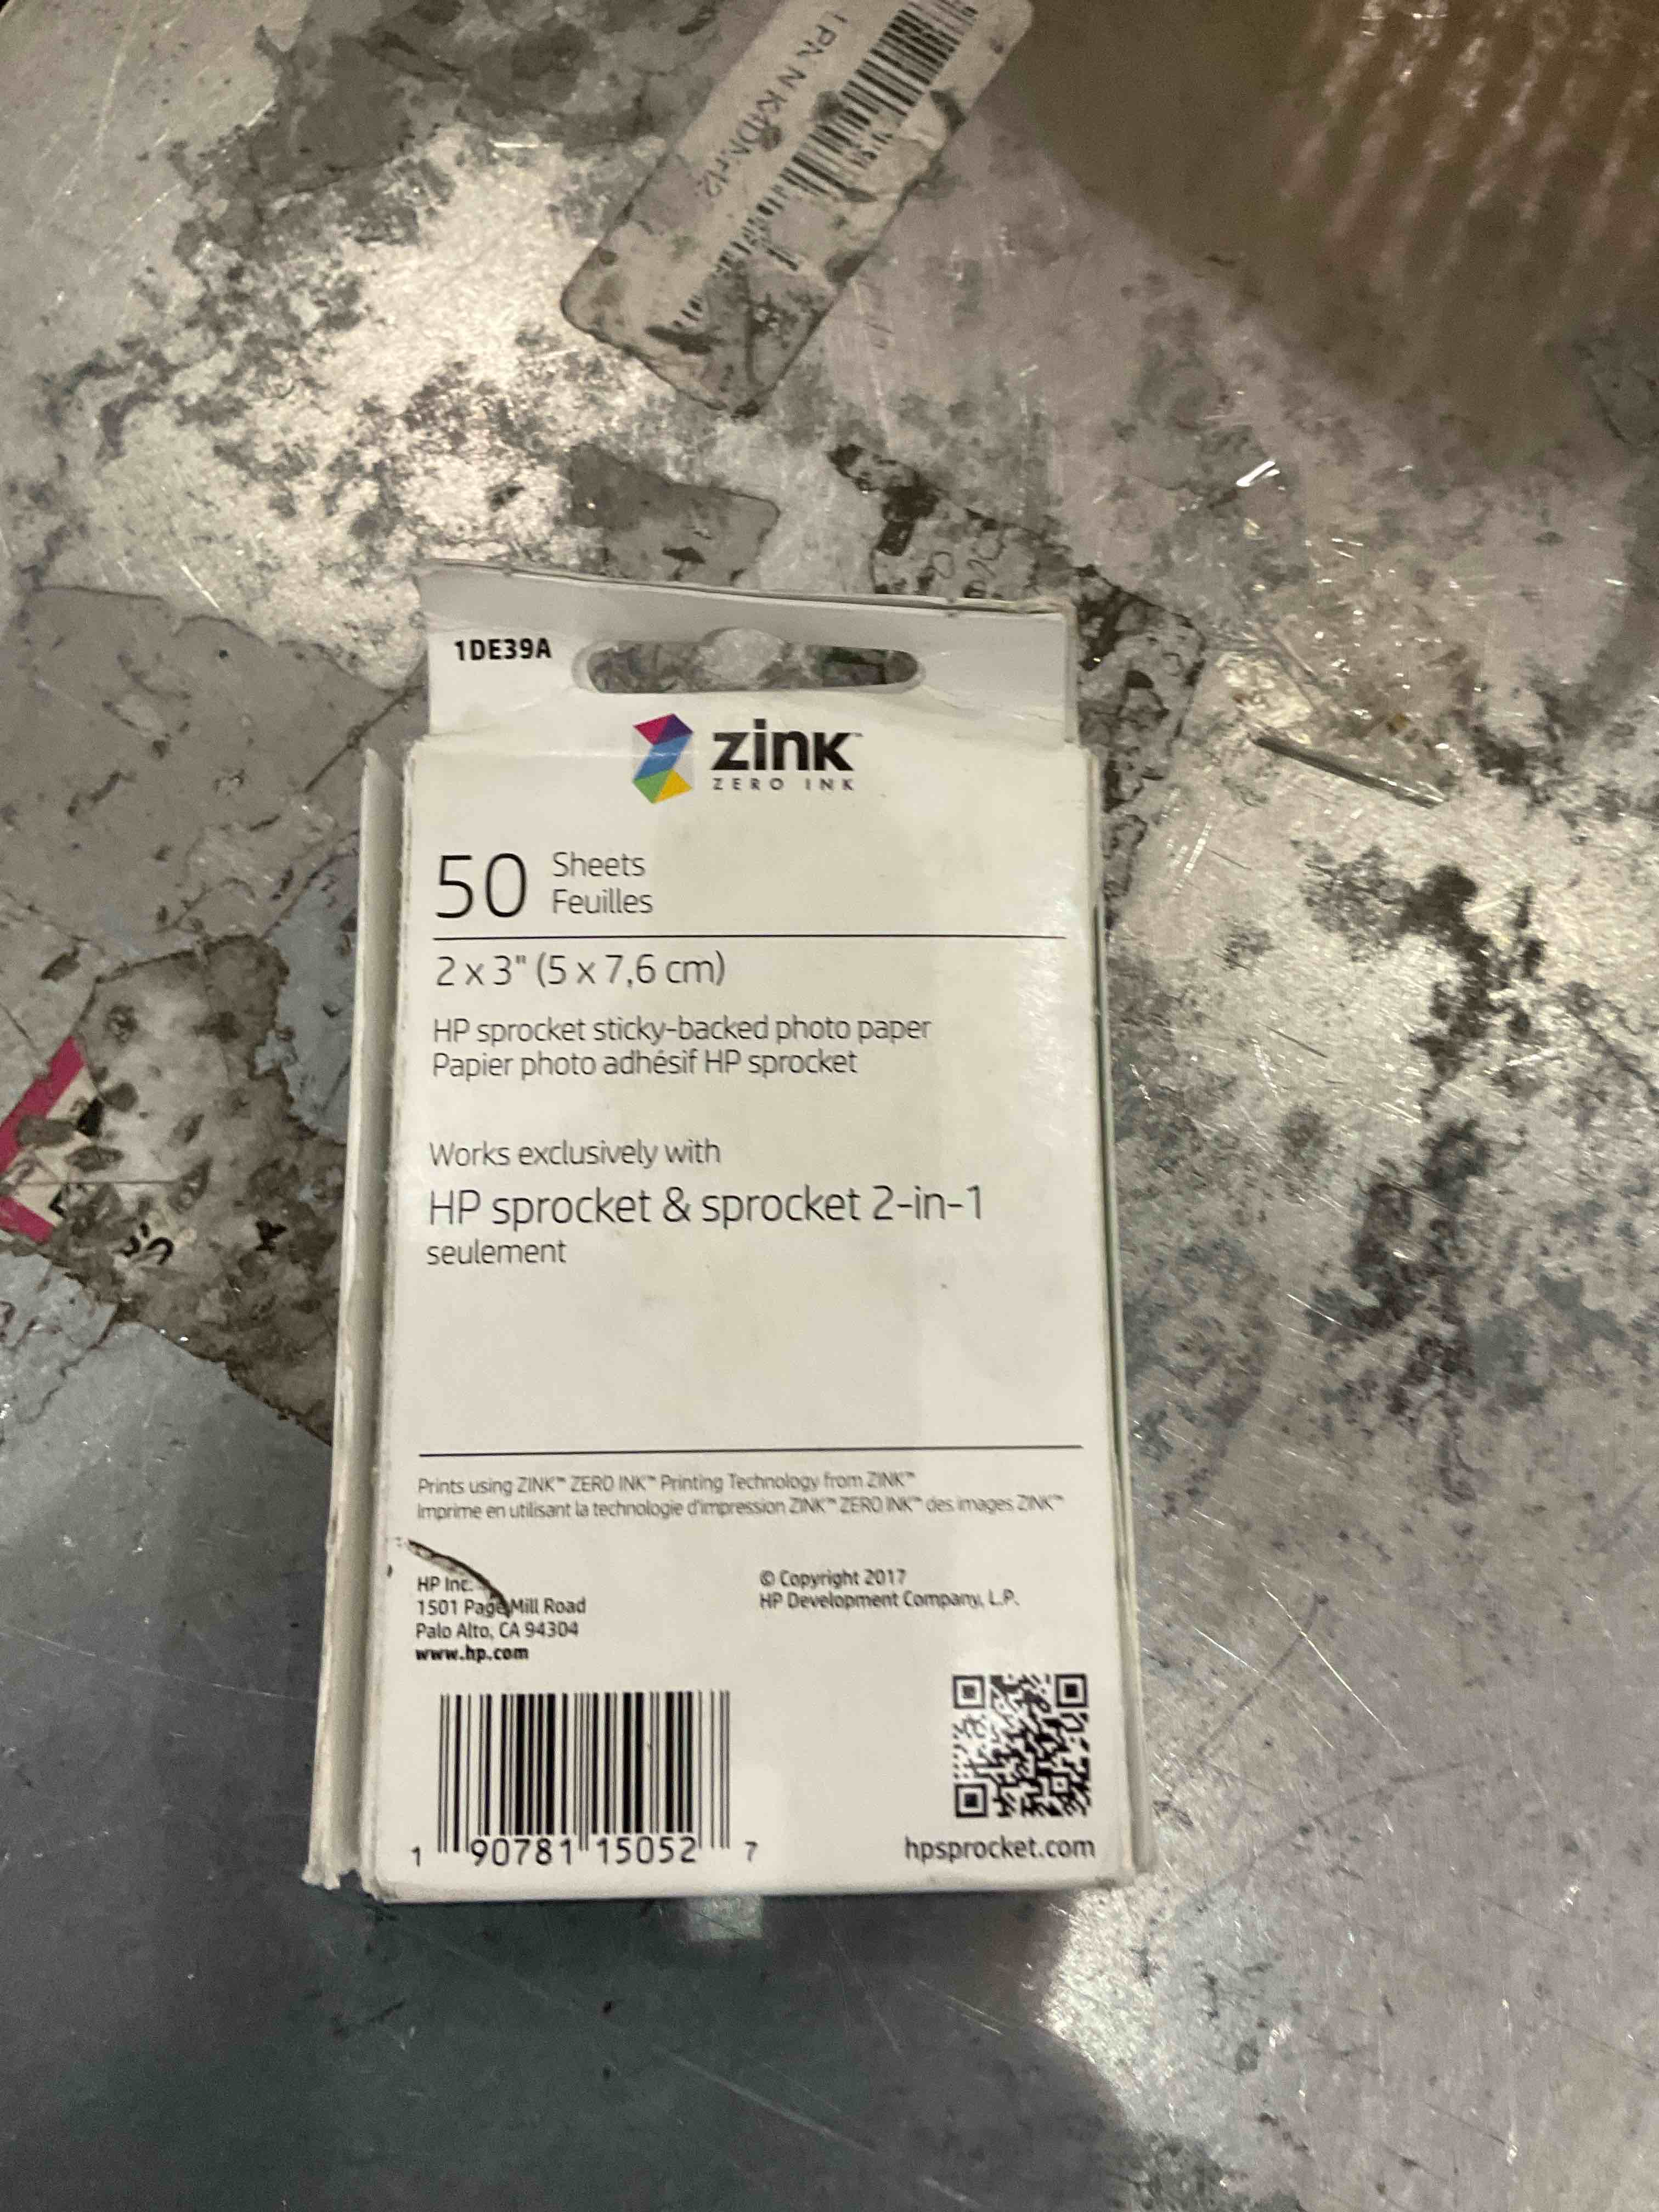 1DE39A
zink™
ZERO INK
50 Sheets
Feuilles
2 x 3" (5 x 7,6 cm)
HP sprocket sticky-backed photo paper
Papier photo adhésif HP sprocket
Works exclusively with
HP sprocket & sprocket 2-in-1
seulement
Prints using ZINK™ ZERO INK™ Printing Technology from ZINK™
Imprime en utilisant la technologie d'impression ZINK™ ZERO INK™ des images ZINK™
HP Inc.
1501 Page Mill Road
Palo Alto, CA 94304
www.hp.com
© Copyright 2017
HP Development Company, L.P.
1 90781 15052 7
hpsprocket.com